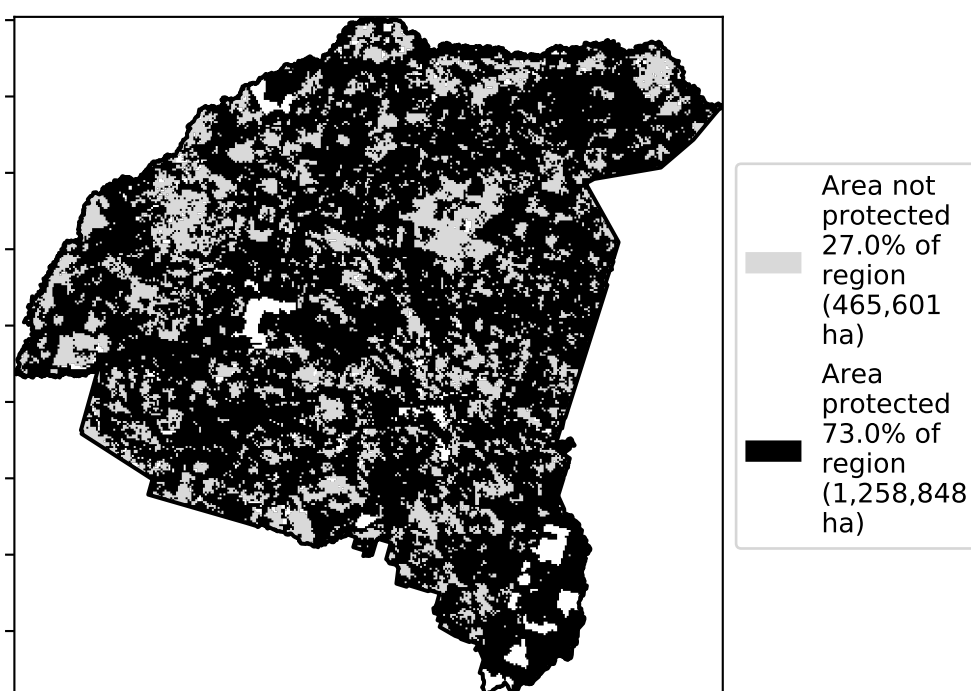 Area not
protected
27.0% of
region
(465,601
ha)
Area
protected
73.0% of
region
(1,258,848
ha)